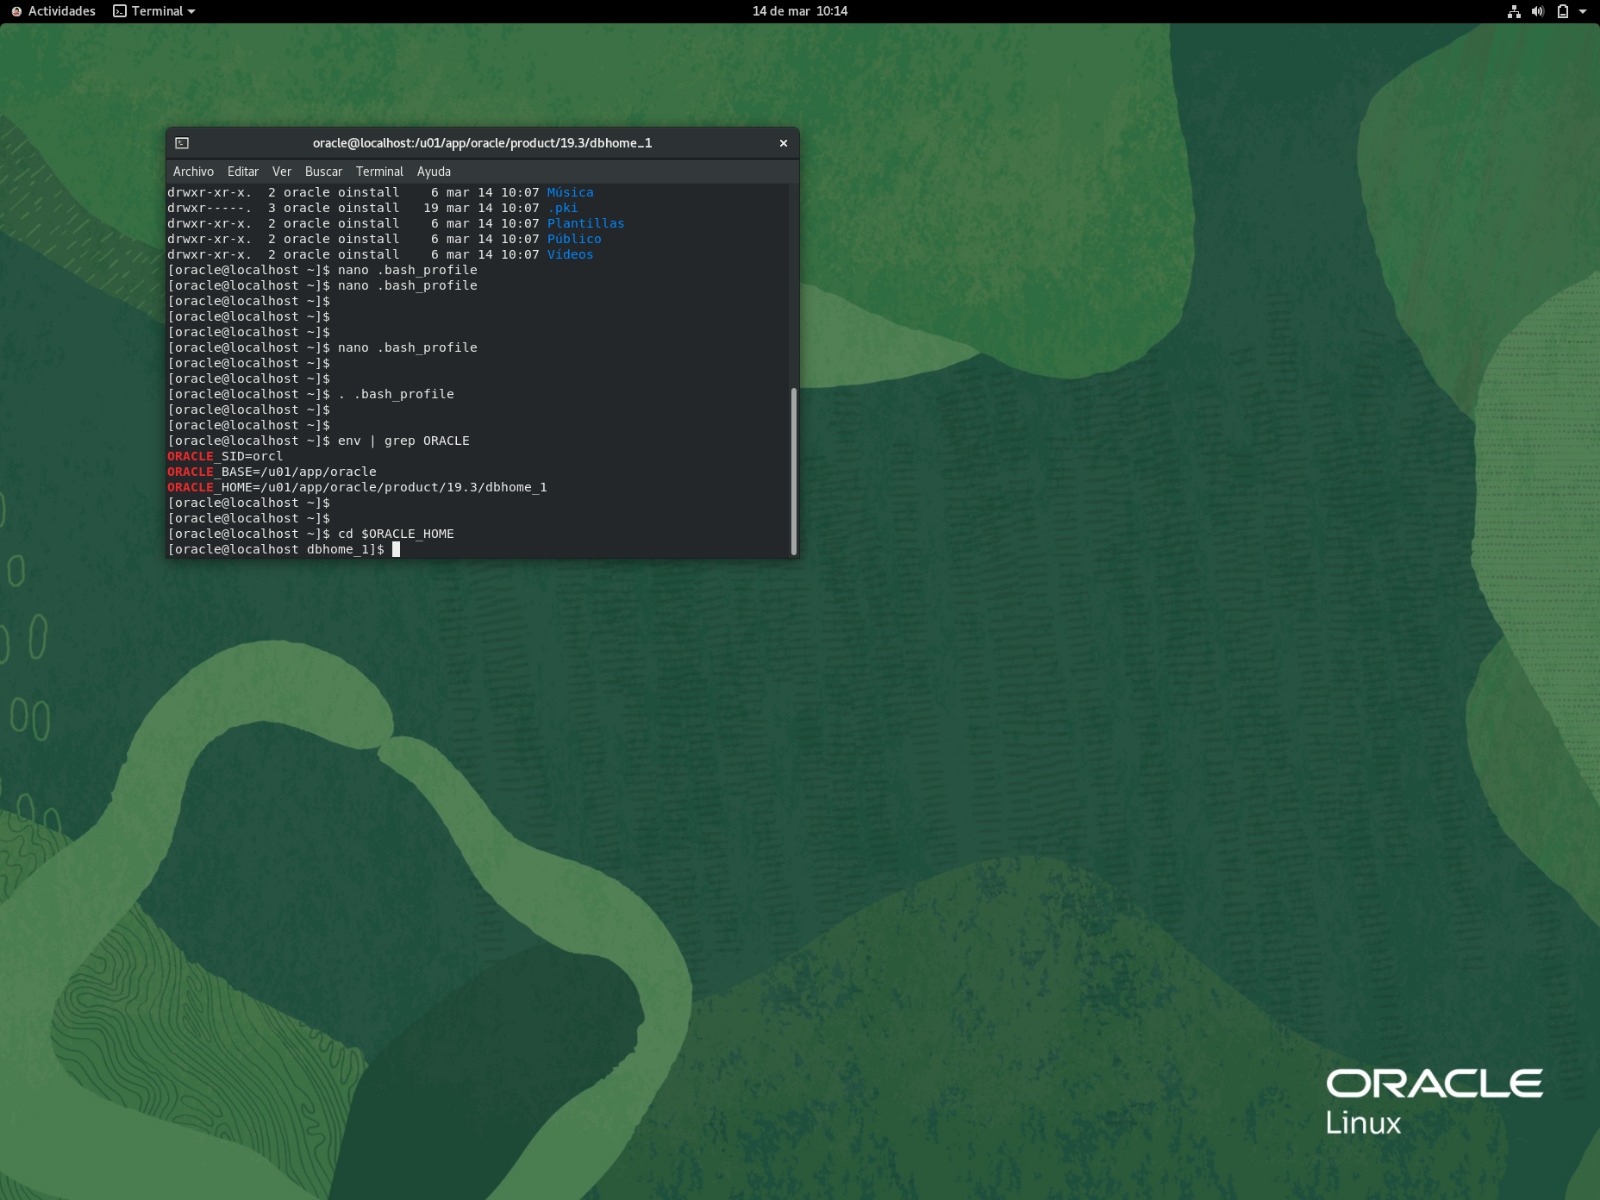 Actividades Terminal 14 de mar 10:14
oracle@localhost:/u01/app/oracle/product/19.3/dbhome_1
Archivo Editar Ver Buscar Terminal Ayuda
drwxr-xr-x.  2 oracle oinstall    6 mar 14 10:07 Música
drwxr-----.  3 oracle oinstall   19 mar 14 10:07 .pki
drwxr-xr-x.  2 oracle oinstall    6 mar 14 10:07 Plantillas
drwxr-xr-x.  2 oracle oinstall    6 mar 14 10:07 Público
drwxr-xr-x.  2 oracle oinstall    6 mar 14 10:07 Vídeos
[oracle@localhost ~]$ nano .bash_profile
[oracle@localhost ~]$ nano .bash_profile
[oracle@localhost ~]$
[oracle@localhost ~]$
[oracle@localhost ~]$
[oracle@localhost ~]$ nano .bash_profile
[oracle@localhost ~]$
[oracle@localhost ~]$
[oracle@localhost ~]$ . .bash_profile
[oracle@localhost ~]$
[oracle@localhost ~]$
[oracle@localhost ~]$ env | grep ORACLE
ORACLE_SID=orcl
ORACLE_BASE=/u01/app/oracle
ORACLE_HOME=/u01/app/oracle/product/19.3/dbhome_1
[oracle@localhost ~]$
[oracle@localhost ~]$
[oracle@localhost ~]$ cd $ORACLE_HOME
[oracle@localhost dbhome_1]$
ORACLE
Linux